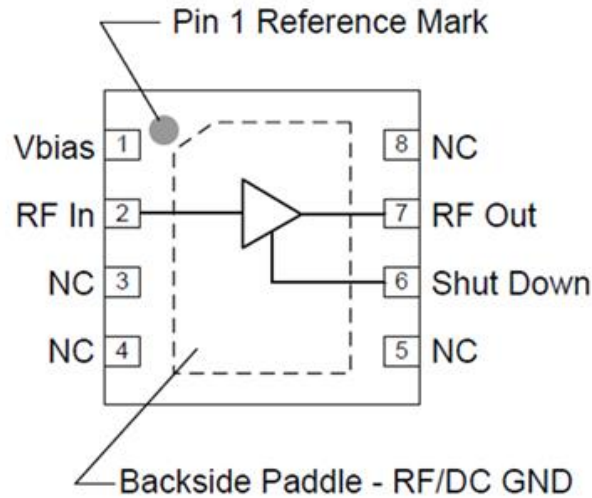 Pin 1 Reference Mark
Vbias 1
8 NC
RF In 2
7 RF Out
NC 3
6 Shut Down
NC 4
5 NC
Backside Paddle - RF/DC GND